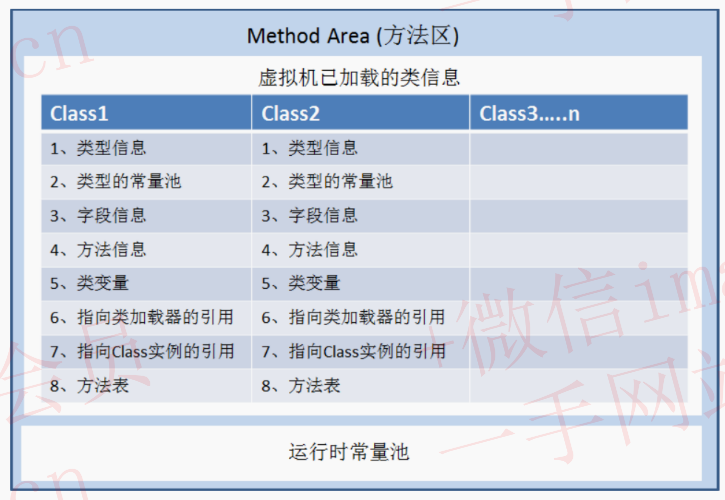 Method Area (方法区)
虚拟机已加载的类信息
Class1 Class2 Class3.....n
1、类型信息 1、类型信息
2、类型的常量池 2、类型的常量池
3、字段信息 3、字段信息
4、方法信息 4、方法信息
5、类变量 5、类变量
6、指向类加载器的引用 6、指向类加载器的引用
7、指向Class实例的引用 7、指向Class实例的引用
8、方法表 8、方法表
运行时常量池
cn
会员
+微信im
一手网站
cn